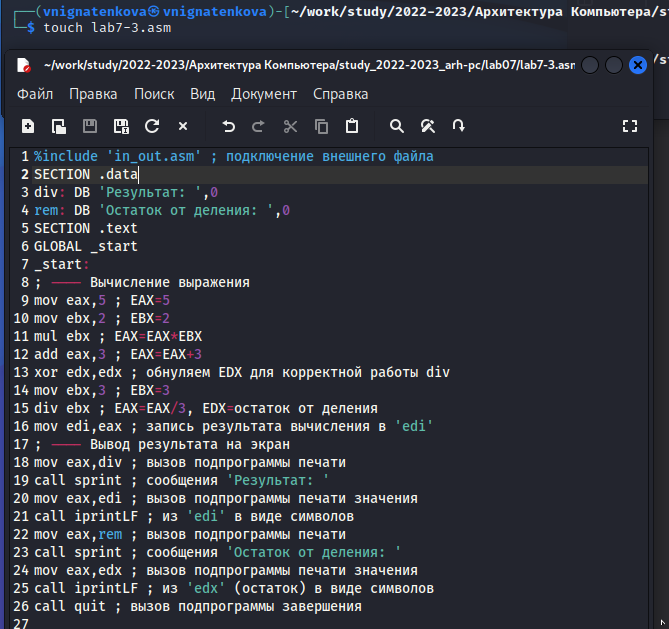 ┌──(vnignatenkova㉿vnignatenkova)-[~/work/study/2022-2023/Архитектура Компьютера/st
└─$ touch lab7-3.asm
~/work/study/2022-2023/Архитектура Компьютера/study_2022-2023_arh-pc/lab07/lab7-3.asm
Файл Правка Поиск Вид Документ Справка
1 %include 'in_out.asm' ; подключение внешнего файла
2 SECTION .data
3 div: DB 'Результат: ',0
4 rem: DB 'Остаток от деления: ',0
5 SECTION .text
6 GLOBAL _start
7 _start:
8 ; ---- Вычисление выражения
9 mov eax,5 ; EAX=5
10 mov ebx,2 ; EBX=2
11 mul ebx ; EAX=EAX*EBX
12 add eax,3 ; EAX=EAX+3
13 xor edx,edx ; обнуляем EDX для корректной работы div
14 mov ebx,3 ; EBX=3
15 div ebx ; EAX=EAX/3, EDX=остаток от деления
16 mov edi,eax ; запись результата вычисления в 'edi'
17 ; ---- Вывод результата на экран
18 mov eax,div ; вызов подпрограммы печати
19 call sprint ; сообщения 'Результат: '
20 mov eax,edi ; вызов подпрограммы печати значения
21 call iprintLF ; из 'edi' в виде символов
22 mov eax,rem ; вызов подпрограммы печати
23 call sprint ; сообщения 'Остаток от деления: '
24 mov eax,edx ; вызов подпрограммы печати значения
25 call iprintLF ; из 'edx' (остаток) в виде символов
26 call quit ; вызов подпрограммы завершения
27